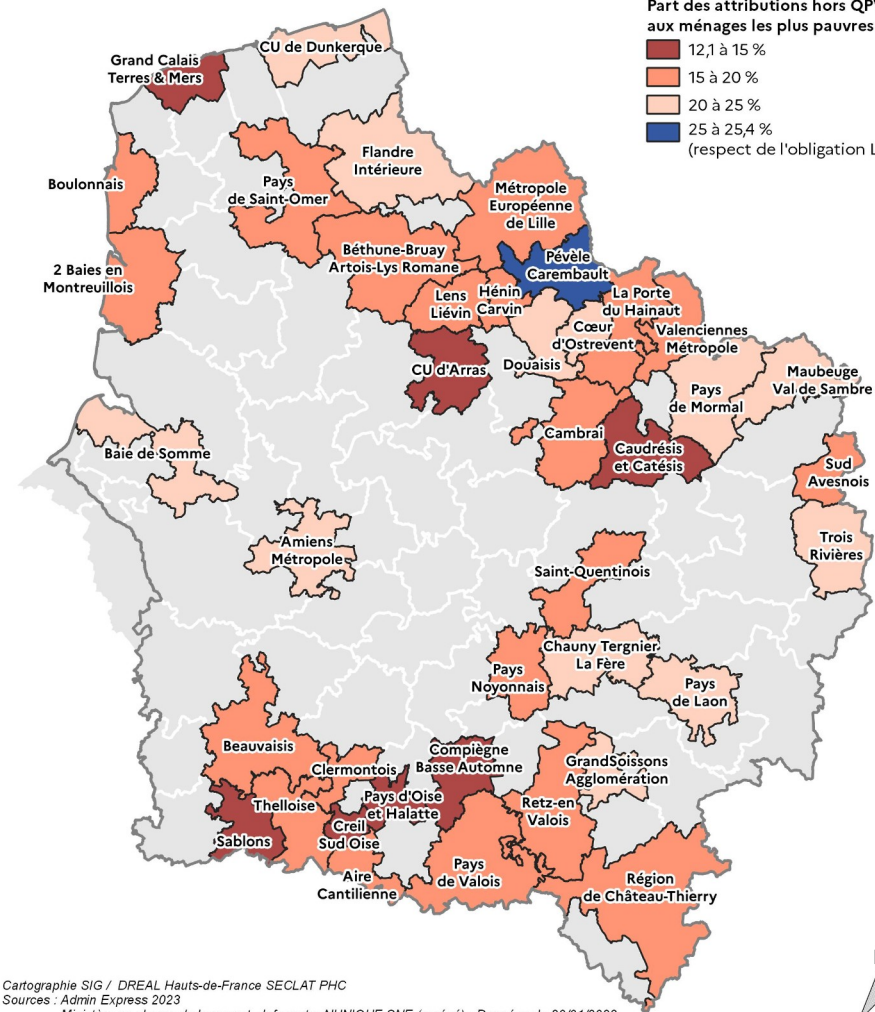 Part des attributions hors QPV
aux ménages les plus pauvres
12,1 à 15 %
15 à 20 %
20 à 25 %
25 à 25,4 %
(respect de l'obligation
CU de Dunkerque
Grand Calais
Terres & Mers
Flandre
Intérieure
Boulonnais
Pays
de Saint-Omer
Métropole
Européenne
de Lille
2 Baies en
Montreuillois
Béthune-Bruay
Artois-Lys Romane
Pévèle
Carembault
Lens
Liévin
Hénin
Carvin
La Porte
du Hainaut
Cœur
d'Ostrevent
Valenciennes
Métropole
Douaisis
CU d'Arras
Maubeuge
Val de Sambre
Pays
de Mormal
Cambrai
Caudrésis
et Catésis
Baie de Somme
Sud
Avesnois
Amiens
Métropole
Trois
Rivières
Saint-Quentinois
Chauny Tergnier
La Fère
Pays
Noyonnais
Pays
de Laon
Beauvaisis
Clermontois
Compiègne
Basse Automne
GrandSoissons
Agglomération
Thelloise
Pays d'Oise
et Halatte
Retz-en
Valois
Sablons
Creil
Sud Oise
Aire
Cantilienne
Pays
de Valois
Région
de Château-Thierry
Cartographie SIG / DREAL Hauts-de-France SECLAT PHC
Sources : Admin Express 2023